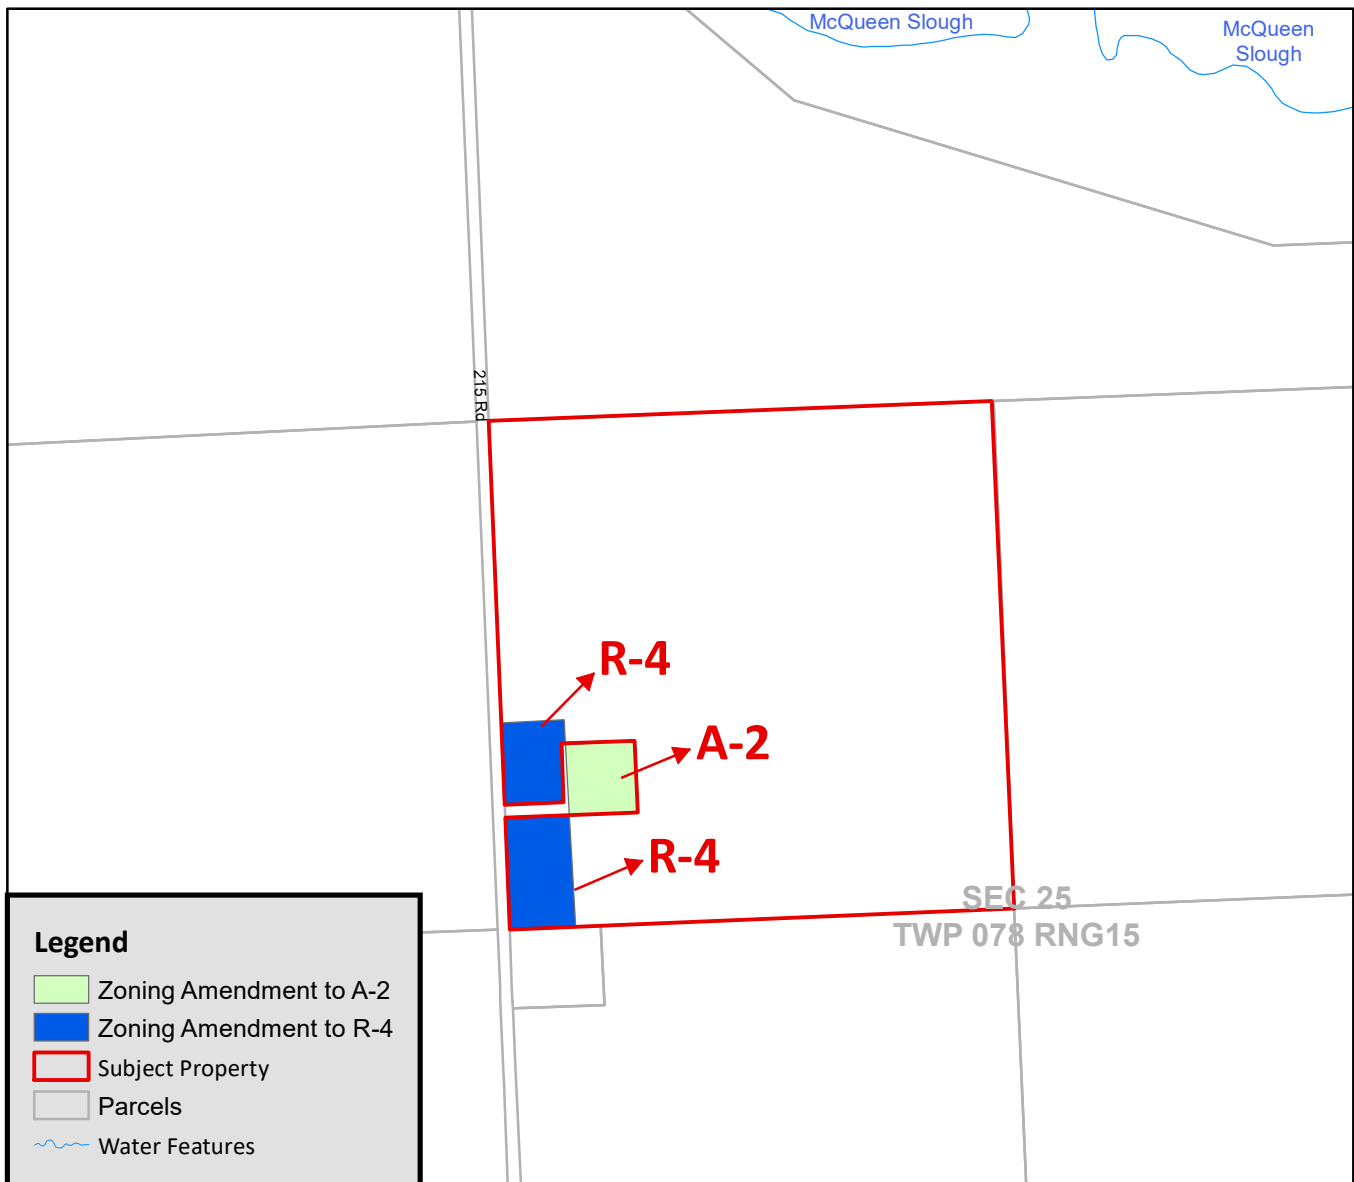 McQueen Slough
McQueen
Slough
215 Rd
R-4
A-2
R-4
SEC 25
TWP 078 RNG15
Legend
Zoning Amendment to A-2
Zoning Amendment to R-4
Subject Property
Parcels
Water Features